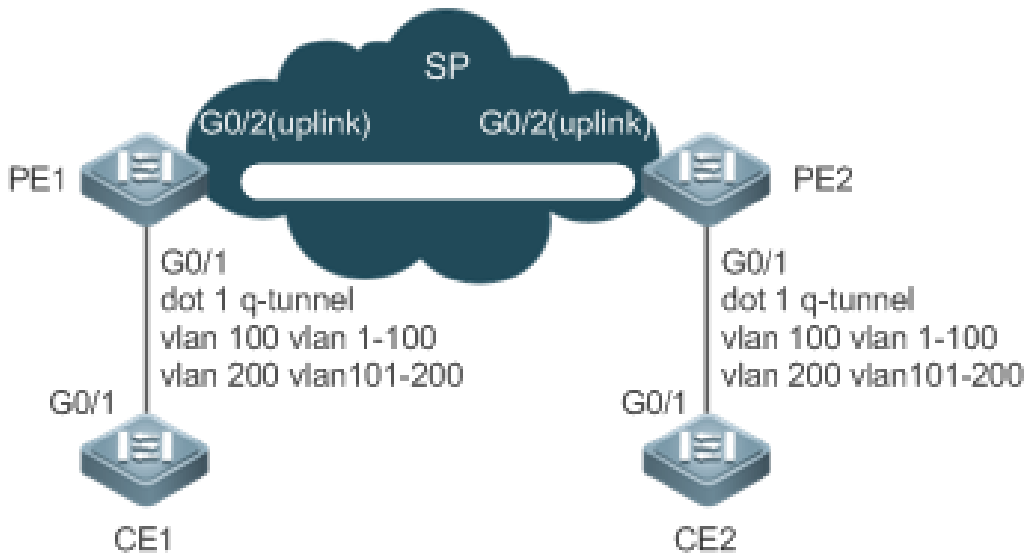 SP
G0/2(uplink) G0/2(uplink)
PE1
PE2
G0/1
dot 1 q-tunnel
vlan 100 vlan 1-100
vlan 200 vlan101-200
G0/1
dot 1 q-tunnel
vlan 100 vlan 1-100
vlan 200 vlan101-200
G0/1
G0/1
CE1
CE2